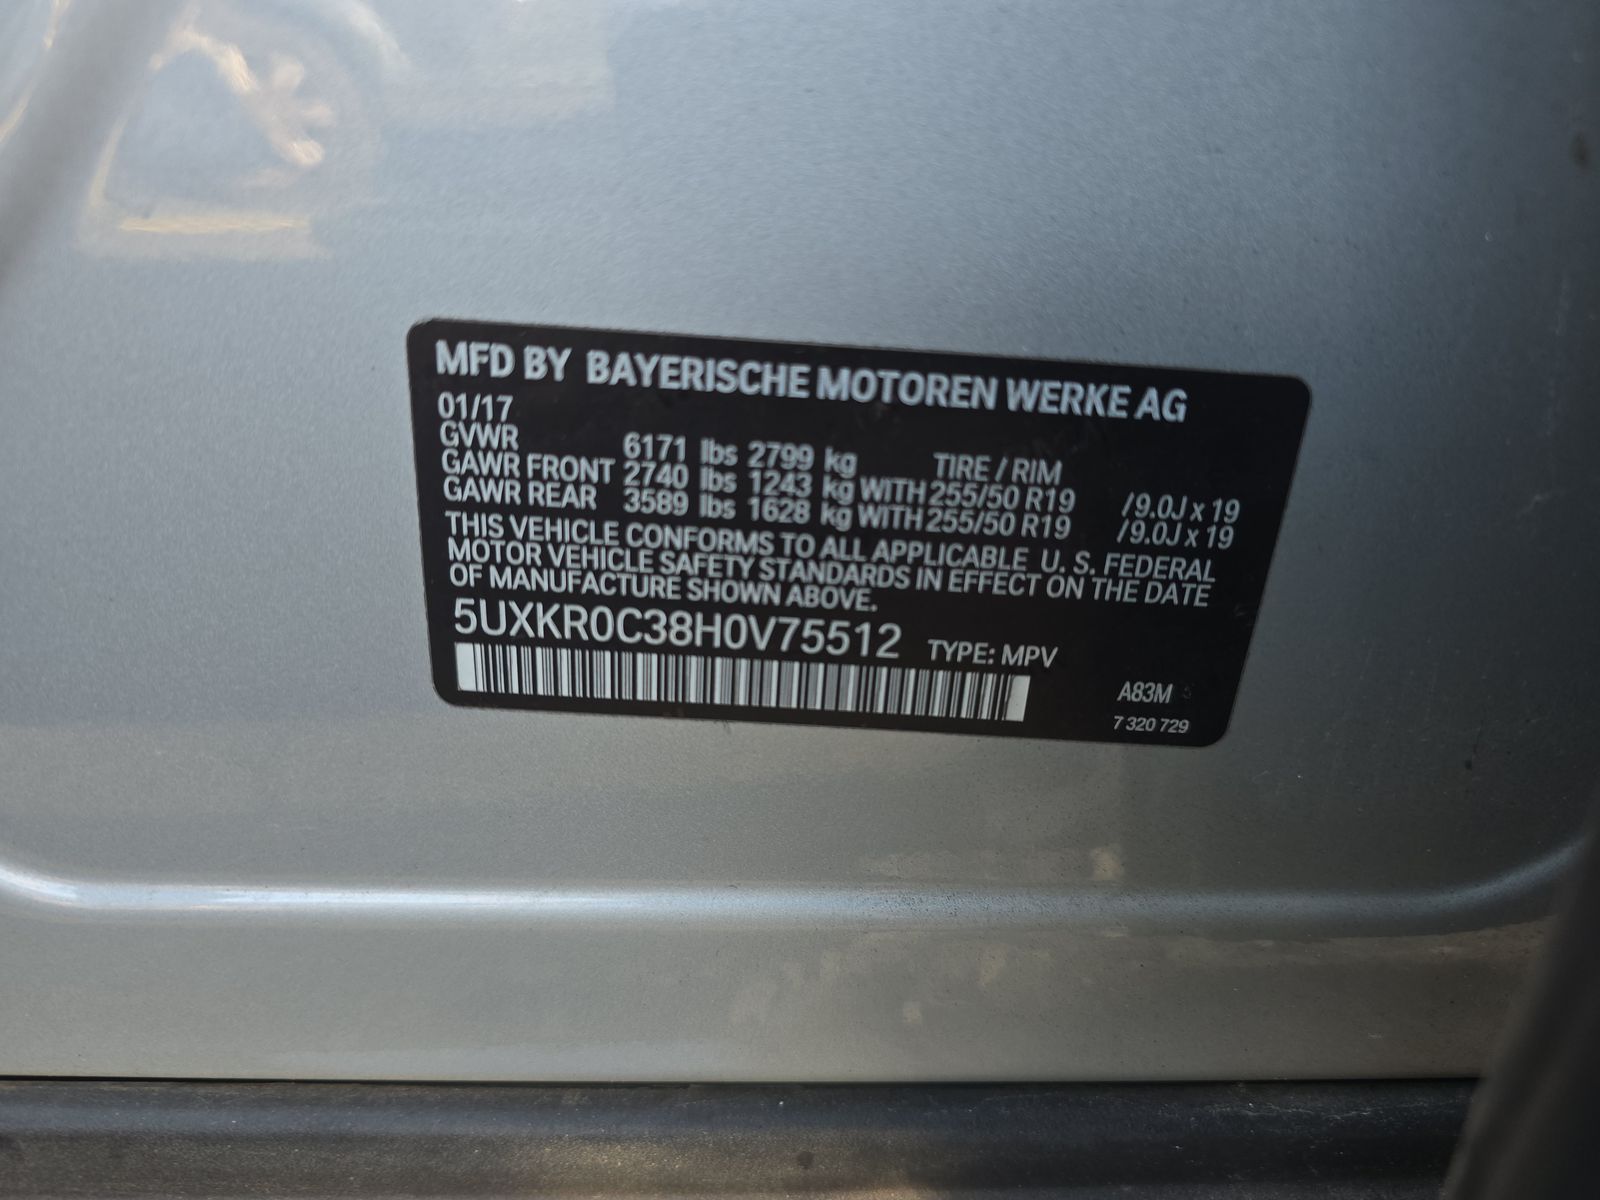 MFD BY BAYERISCHE MOTOREN WERKE AG
01/17
GVWR 6171 lbs 2799 kg TIRE / RIM
GAWR FRONT 2740 lbs 1243 kg WITH 255/50 R19 /9.0J x 19
GAWR REAR 3589 lbs 1628 kg WITH 255/50 R19 /9.0J x 19
THIS VEHICLE CONFORMS TO ALL APPLICABLE U. S. FEDERAL
MOTOR VEHICLE SAFETY STANDARDS IN EFFECT ON THE DATE
OF MANUFACTURE SHOWN ABOVE.
5UXKR0C38H0V75512 TYPE: MPV
A83M
7 320 729